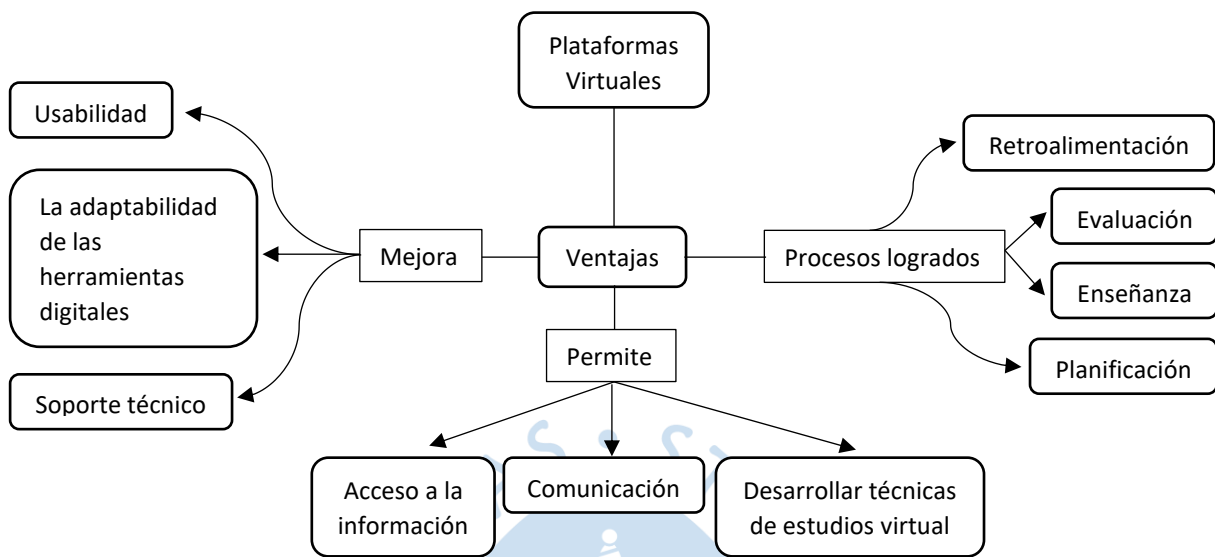 Plataformas
Virtuales
Usabilidad
La adaptabilidad
de las
herramientas
digitales
Soporte técnico
Mejora
Ventajas
Procesos logrados
Retroalimentación
Evaluación
Enseñanza
Planificación
Permite
Acceso a la
información
Comunicación
Desarrollar técnicas
de estudios virtual